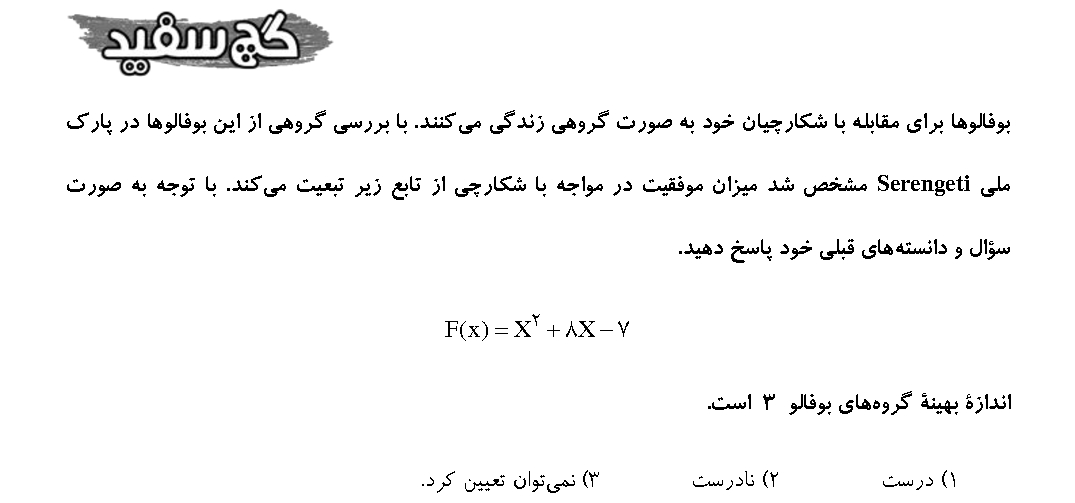 گچ سفید
بوفالوها برای مقابله با شکارچیان خود به صورت گروهی زندگی می‌کنند. با بررسی گروهی از این بوفالوها در پارک
ملی Serengeti مشخص شد میزان موفقیت در مواجه با شکارچی از تابع زیر تبعیت می‌کند. با توجه به صورت
سؤال و دانسته‌های قبلی خود پاسخ دهید.
F(x) = X² + ۸X − ۷
اندازهٔ بهینهٔ گروه‌های بوفالو ۳ است.
۱) درست ۲) نادرست ۳) نمی‌توان تعیین کرد.